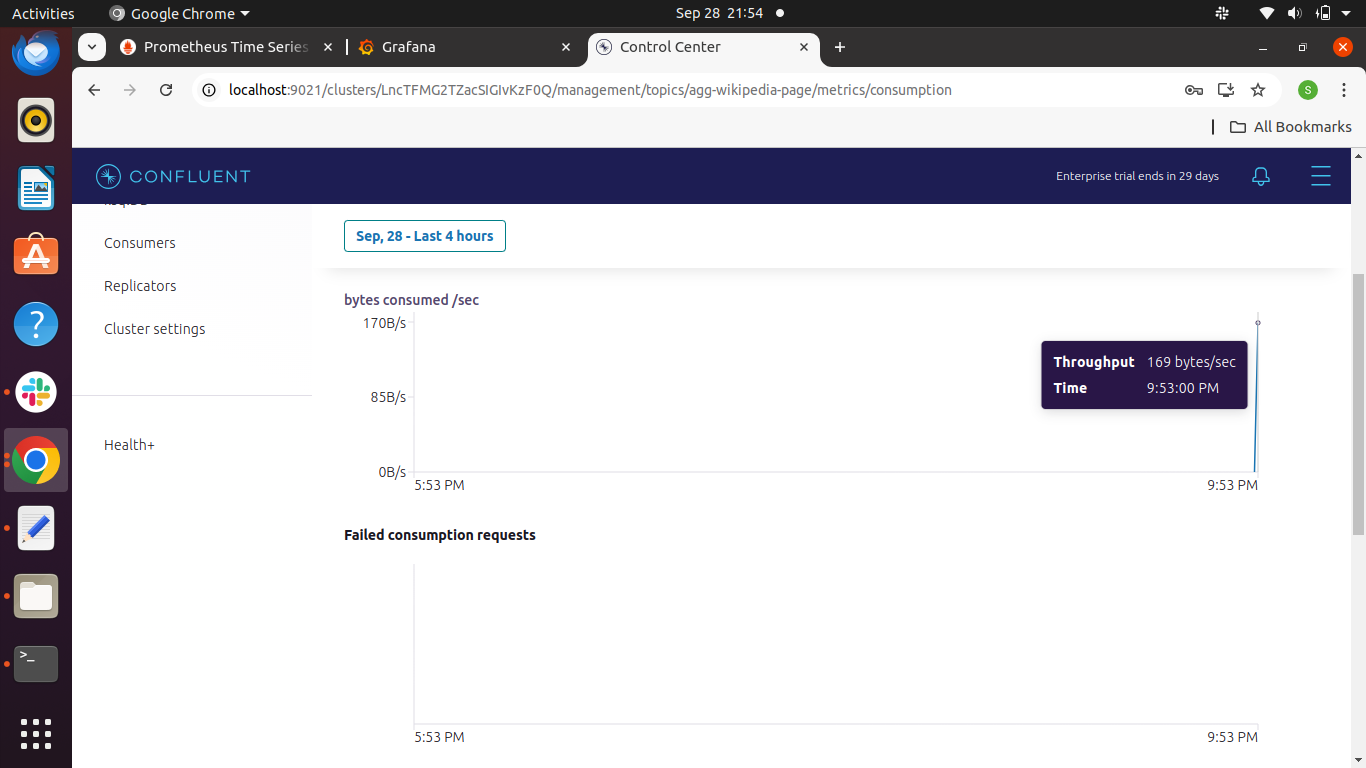 Activities
Google Chrome
Sep 28 21:54
Prometheus Time Series
Grafana
Control Center
localhost:9021/clusters/LncTFMG2TZacSIGIvKzF0Q/management/topics/agg-wikipedia-page/metrics/consumption
S
All Bookmarks
CONFLUENT
Enterprise trial ends in 29 days
Consumers
Replicators
Cluster settings
Health+
Sep, 28 - Last 4 hours
bytes consumed /sec
170B/s
85B/s
0B/s
5:53 PM
9:53 PM
Throughput 169 bytes/sec
Time 9:53:00 PM
Failed consumption requests
5:53 PM
9:53 PM